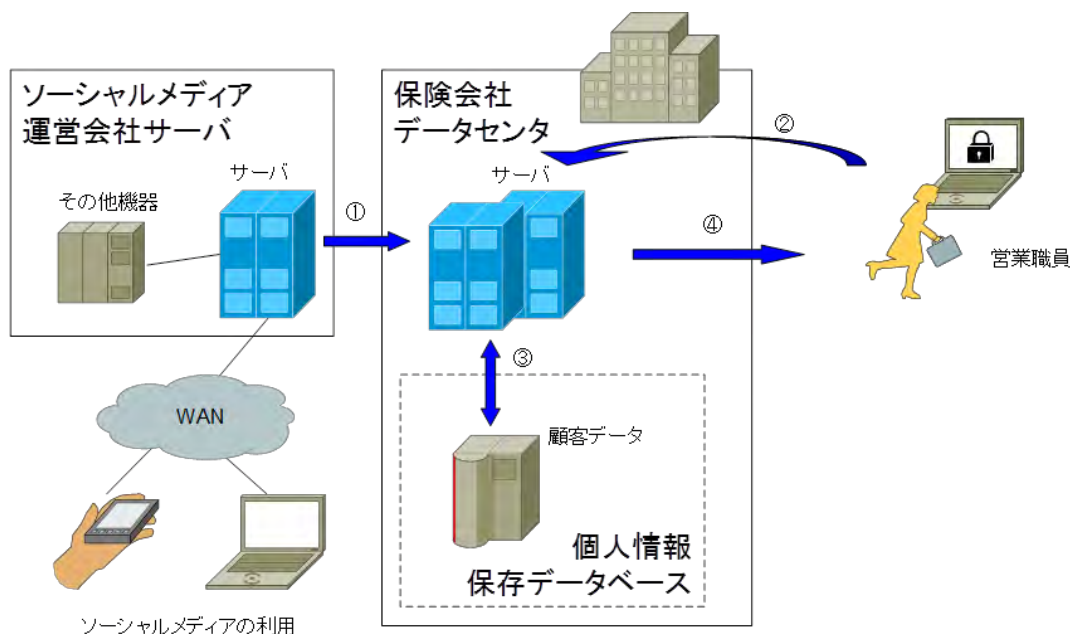 ソーシャルメディア
運営会社サーバ
サーバ
その他機器
①
保険会社
データセンタ
サーバ
②
④
営業職員
③
WAN
顧客データ
個人情報
保存データベース
ソーシャルメディアの利用